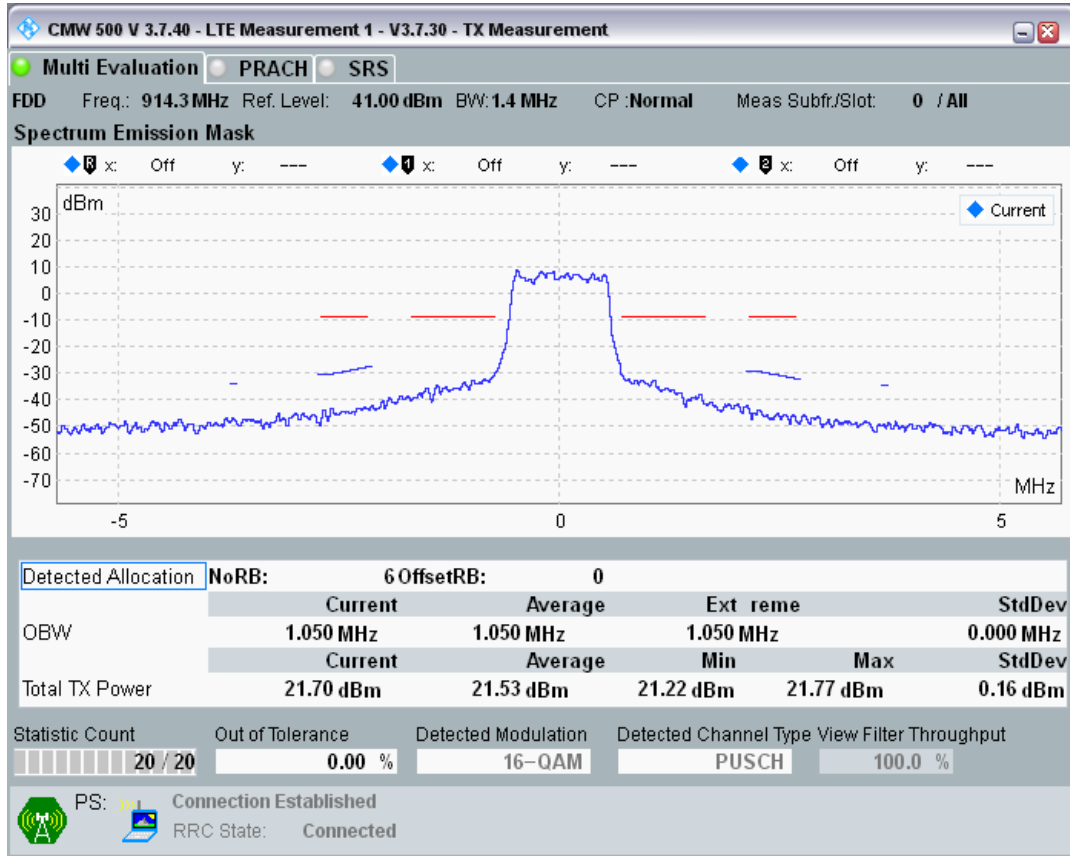 CMW 500 V 3.7.40 - LTE Measurement 1 - V3.7.30 - TX Measurement
Multi Evaluation PRACH SRS
FDD Freq.: 914.3 MHz Ref. Level: 41.00 dBm BW: 1.4 MHz CP :Normal Meas Subfr./Slot: 0 / All
Spectrum Emission Mask
R x: Off y: --- 1 x: Off y: --- 2 x: Off y: ---
dBm
Current
30
20
10
0
-10
-20
-30
-40
-50
-60
-70
MHz
-5 0 5
Detected Allocation NoRB: 6 OffsetRB: 0
Current Average Ext reme StdDev
OBW 1.050 MHz 1.050 MHz 1.050 MHz 0.000 MHz
Current Average Min Max StdDev
Total TX Power 21.70 dBm 21.53 dBm 21.22 dBm 21.77 dBm 0.16 dBm
Statistic Count Out of Tolerance Detected Modulation Detected Channel Type View Filter Throughput
20 / 20 0.00 % 16-QAM PUSCH 100.0 %
PS: Connection Established
RRC State: Connected